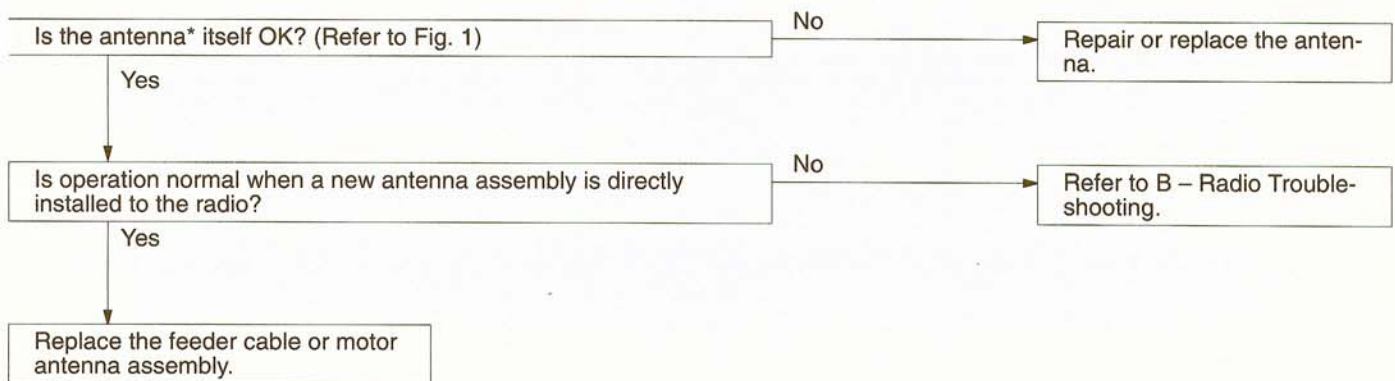 Is the antenna* itself OK? (Refer to Fig. 1)
No
Repair or replace the anten-
na.
Yes
Is operation normal when a new antenna assembly is directly
installed to the radio?
No
Refer to B – Radio Trouble-
shooting.
Yes
Replace the feeder cable or motor
antenna assembly.